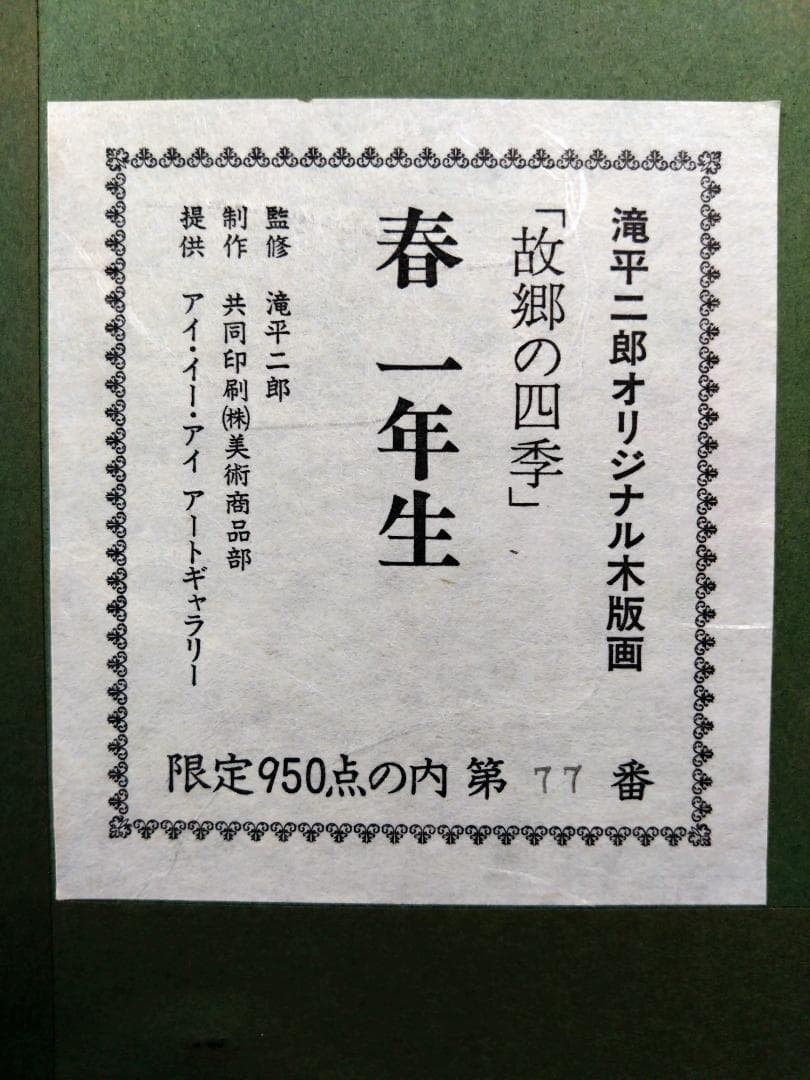 滝平二郎オリジナル木版画
「故郷の四季」
春 一年生
監修 滝平二郎
制作 共同印刷㈱美術商品部
提供 アイ・イー・アイ アートギャラリー
限定950点の内 第 77 番